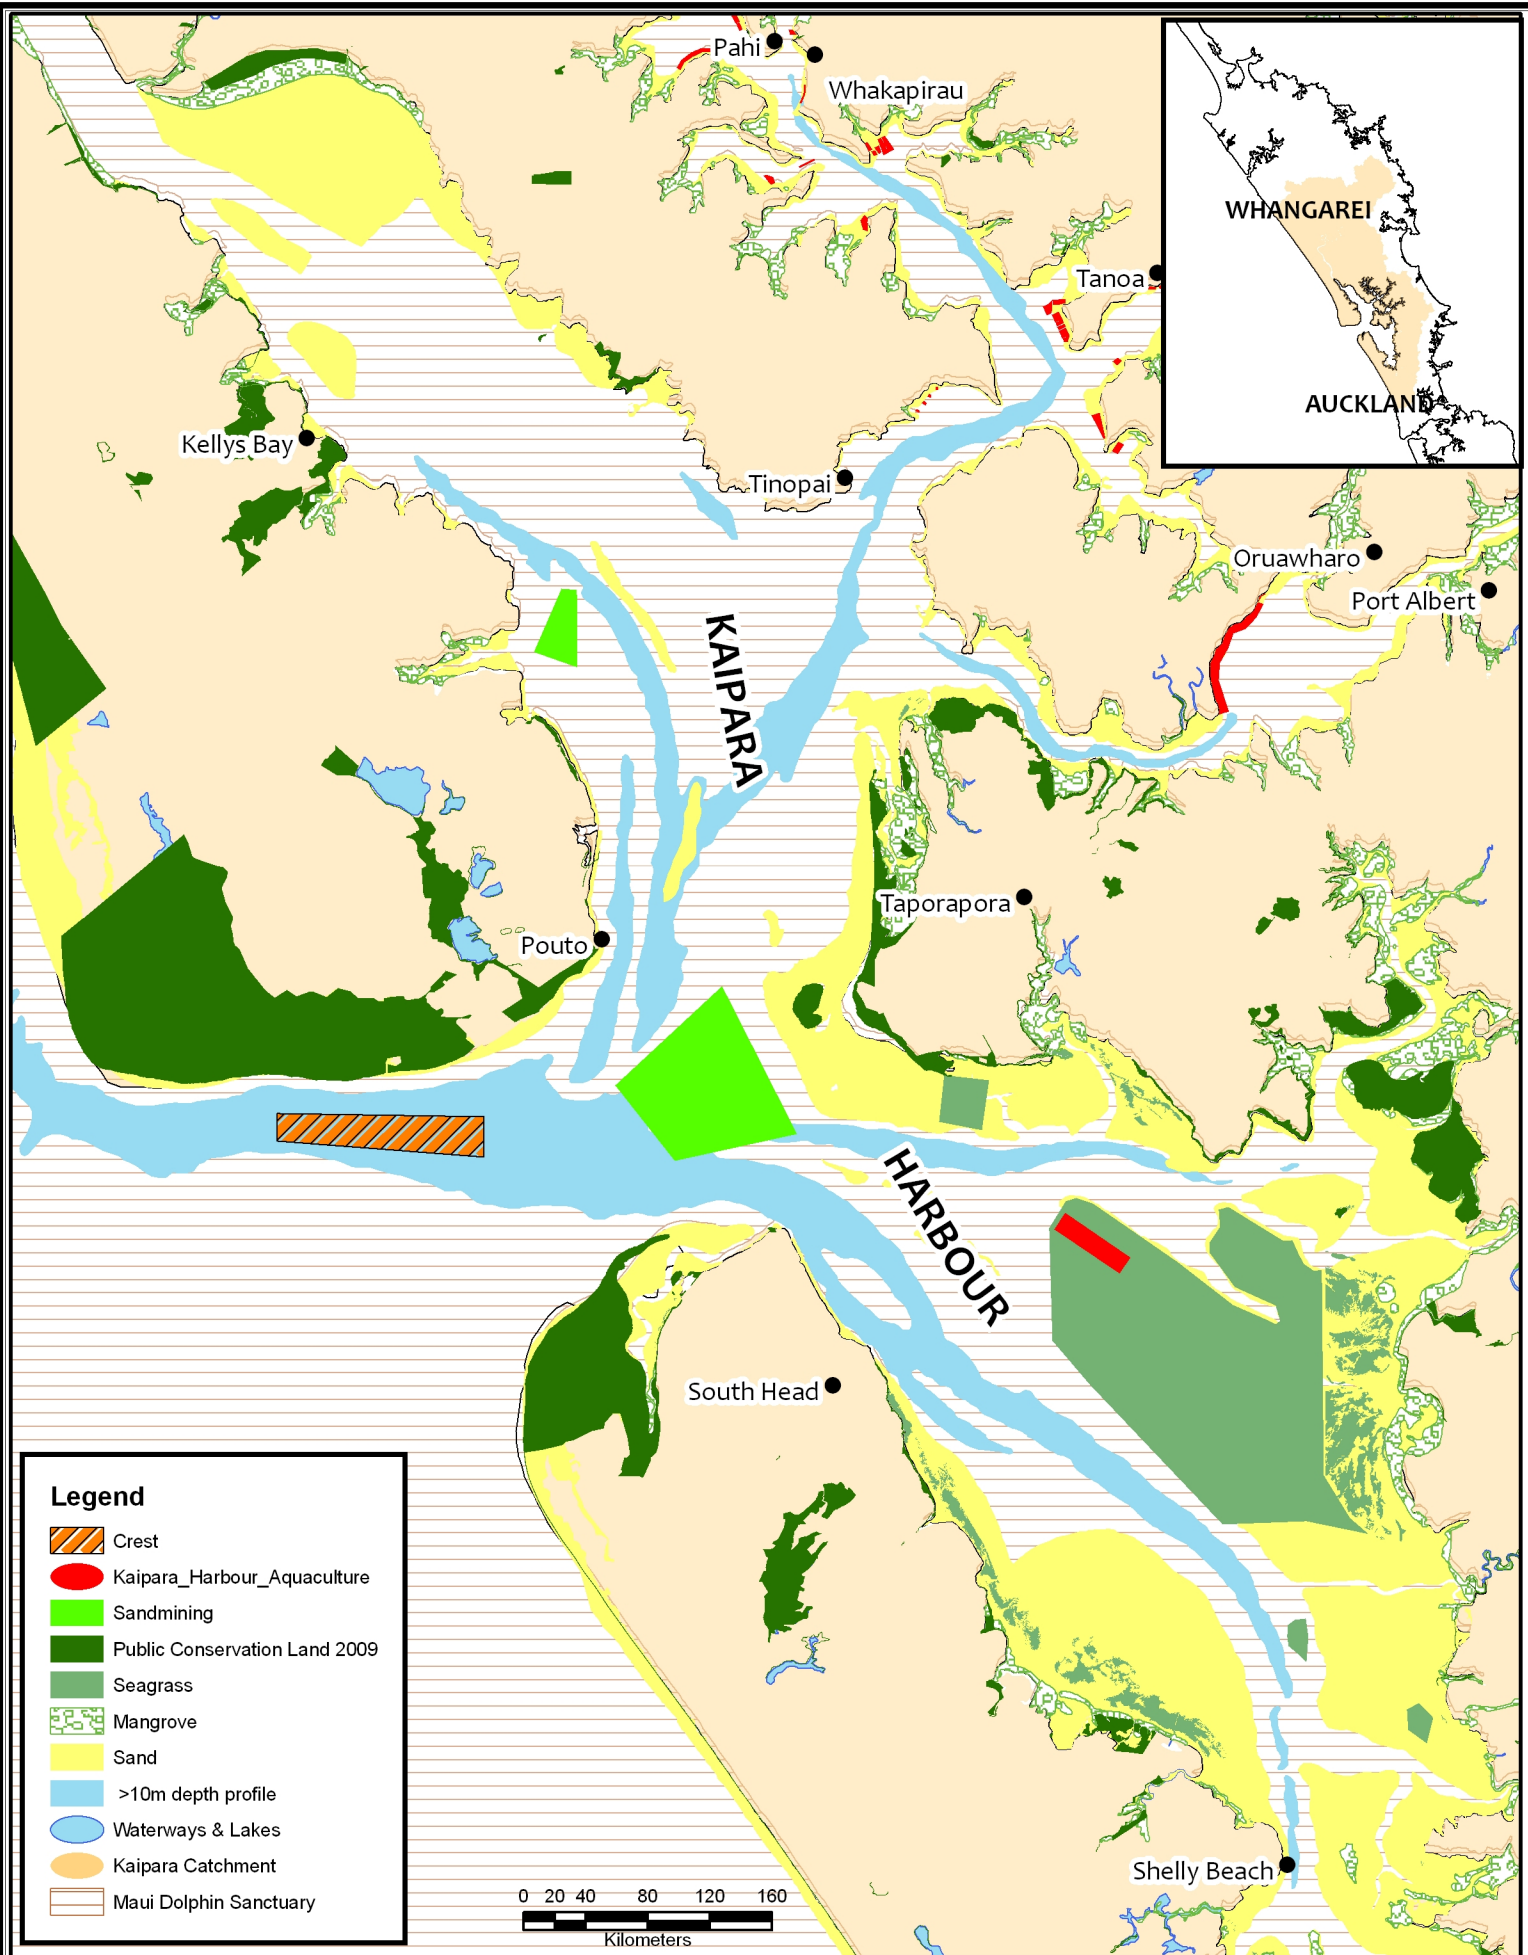 Pahi
Whakapirau
WHANGAREI
Tanoa
AUCKLAND
Kellys Bay
Tinopai
Oruawharo
Port Albert
KAIPARA
Taporapora
Pouto
HARBOUR
South Head
Legend
Crest
Kaipara_Harbour_Aquaculture
Sandmining
Public Conservation Land 2009
Seagrass
Mangrove
Sand
>10m depth profile
Waterways & Lakes
Kaipara Catchment
Maui Dolphin Sanctuary
Shelly Beach
0 20 40 80 120 160
Kilometers